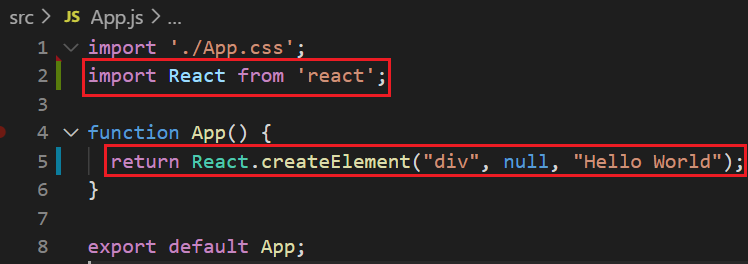 src > JS App.js > ...
1 import './App.css';
2 import React from 'react';
3
4 function App() {
5 return React.createElement("div", null, "Hello World");
6 }
7
8 export default App;